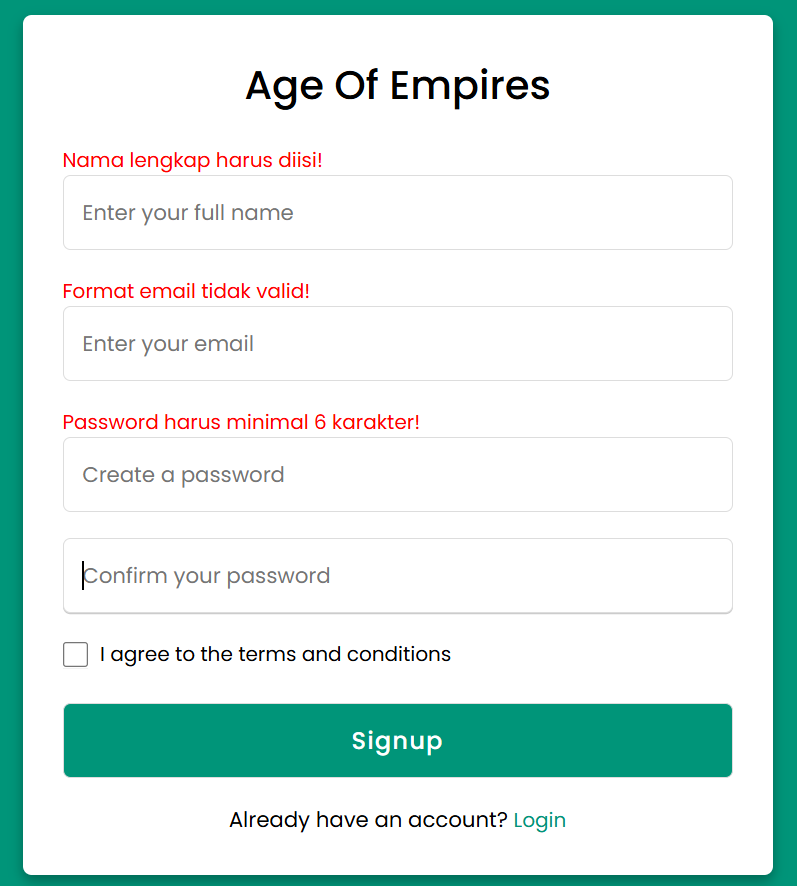 Age Of Empires
Nama lengkap harus diisi!
Enter your full name
Format email tidak valid!
Enter your email
Password harus minimal 6 karakter!
Create a password
Confirm your password
I agree to the terms and conditions
Signup
Already have an account? Login